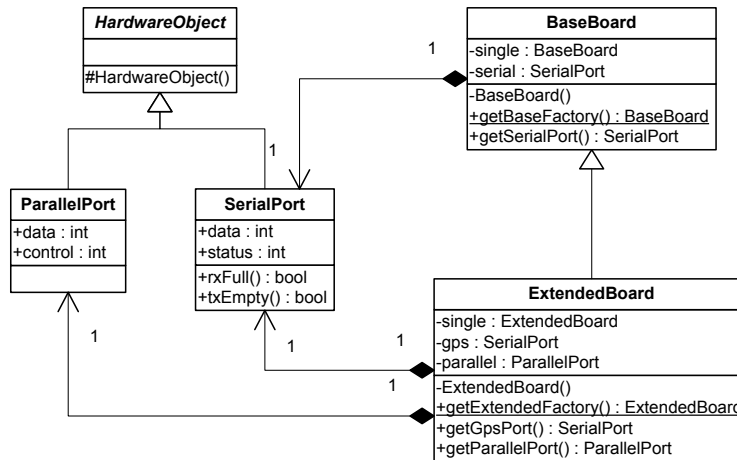 HardwareObject
#HardwareObject()
BaseBoard
-single : BaseBoard
-serial : SerialPort
-BaseBoard()
+getBaseFactory() : BaseBoard
+getSerialPort() : SerialPort
1
1
ParallelPort
+data : int
+control : int
SerialPort
+data : int
+status : int
+rxFull() : bool
+txEmpty() : bool
ExtendedBoard
-single : ExtendedBoard
-gps : SerialPort
-parallel : ParallelPort
-ExtendedBoard()
+getExtendedFactory() : ExtendedBoard
+getGpsPort() : SerialPort
+getParallelPort() : ParallelPort
1
1
1
1